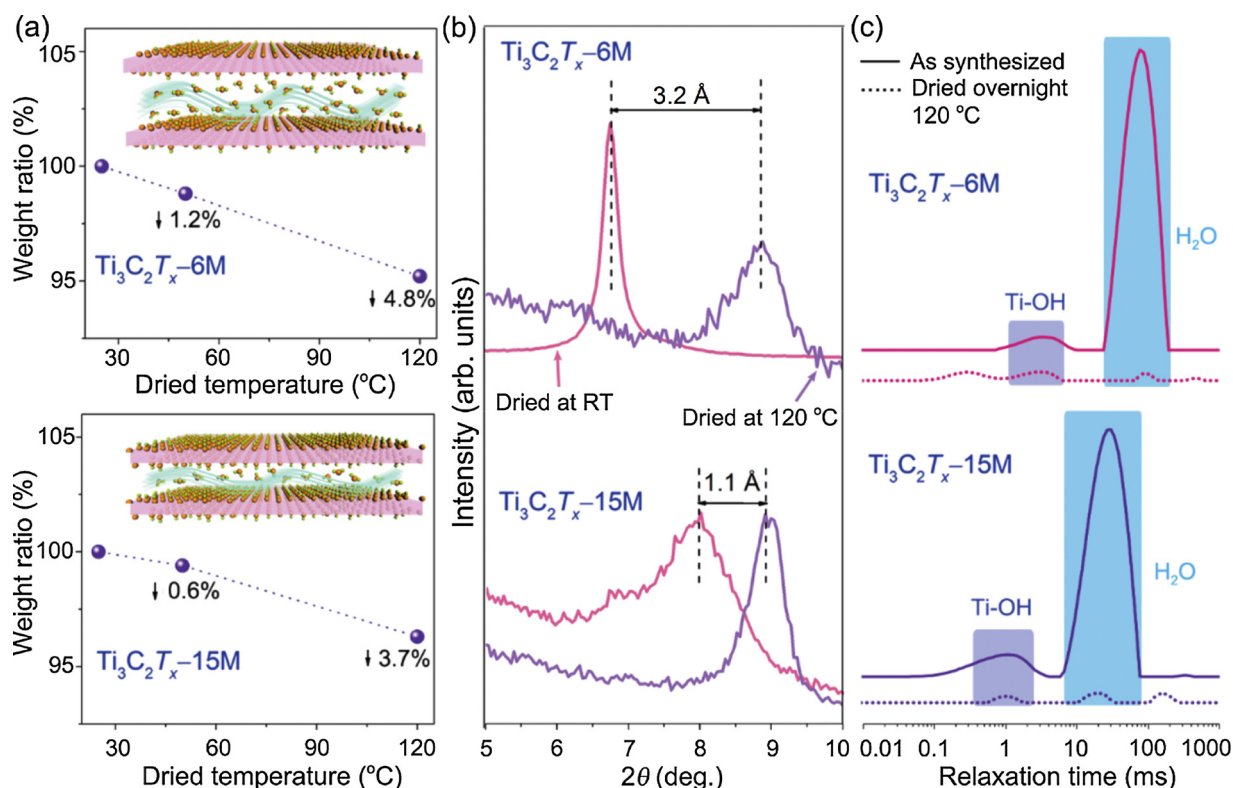 (a)
105
100
95
Weight ratio (%)
↓ 1.2%
Ti₃C₂Tₓ–6M
↓ 4.8%
30 60 90 120
Dried temperature (°C)
105
100
95
Weight ratio (%)
↓ 0.6%
Ti₃C₂Tₓ–15M
↓ 3.7%
30 60 90 120
Dried temperature (°C)
(b)
Ti₃C₂Tₓ–6M
3.2 Å
Intensity (arb. units)
Dried at RT
Dried at 120 °C
Ti₃C₂Tₓ–15M
1.1 Å
5 6 7 8 9 10
2θ (deg.)
(c)
As synthesized
Dried overnight
120 °C
Ti₃C₂Tₓ–6M
H₂O
Ti-OH
Ti₃C₂Tₓ–15M
H₂O
Ti-OH
0.01 0.1 1 10 100 1000
Relaxation time (ms)